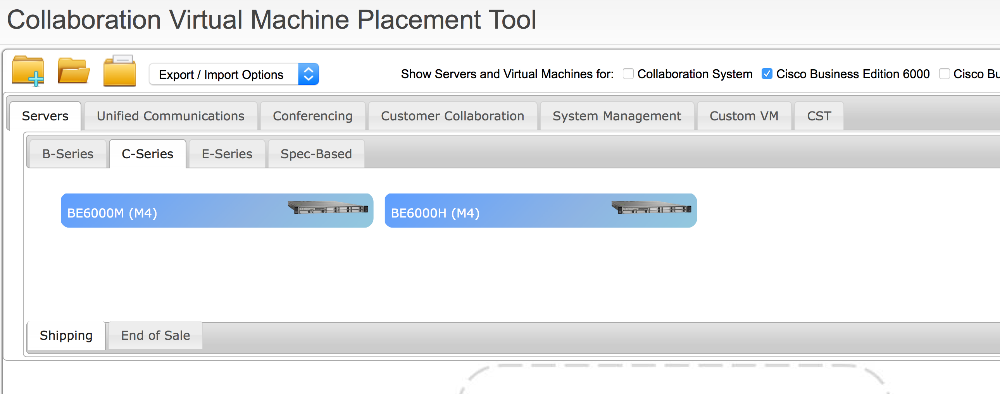 Collaboration Virtual Machine Placement Tool
Export / Import Options Show Servers and Virtual Machines for: Collaboration System Cisco Business Edition 6000 Cisco Bu
Servers Unified Communications Conferencing Customer Collaboration System Management Custom VM CST
B-Series C-Series E-Series Spec-Based
BE6000M (M4) BE6000H (M4)
Shipping End of Sale